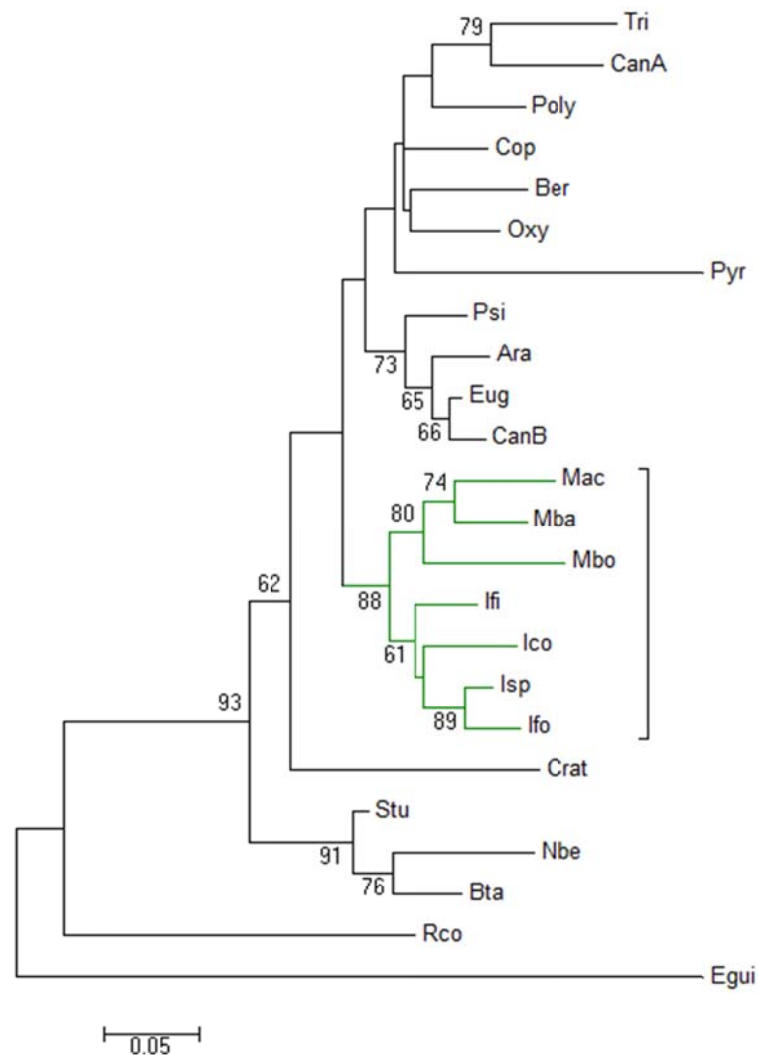 79
Tri
CanA
Poly
Cop
Ber
Oxy
Pyr
Psi
73
Ara
65
Eug
66
CanB
74
Mac
80
Mba
Mbo
62
88
Ifi
61
Ico
Isp
89
Ifo
93
Crat
Stu
91
Nbe
76
Bta
Rco
Egui
0.05